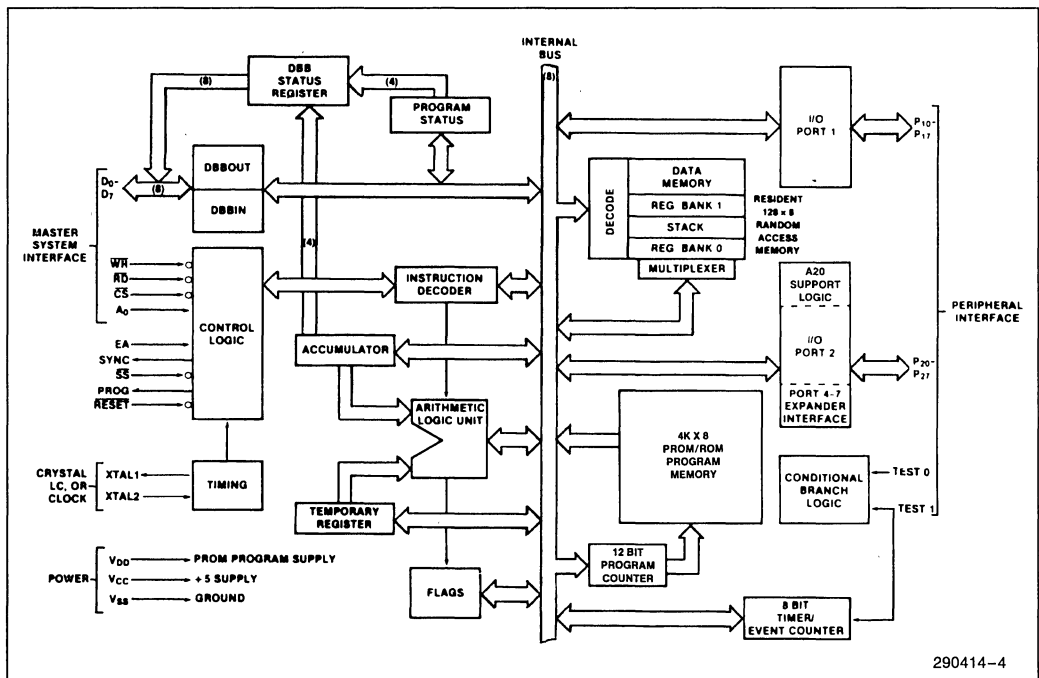 INTERNAL
BUS
(8)
DBB
STATUS
REGISTER
(8)
(4)
PROGRAM
STATUS
D0-
D7
(8)
DBBOUT
DBBIN
MASTER
SYSTEM
INTERFACE
WR
RD
CS
A0
EA
SYNC
SS
PROG
RESET
CONTROL
LOGIC
(4)
INSTRUCTION
DECODER
ACCUMULATOR
ARITHMETIC
LOGIC UNIT
TEMPORARY
REGISTER
FLAGS
CRYSTAL
LC, OR
CLOCK
XTAL1
XTAL2
TIMING
POWER
VDD
PROM PROGRAM SUPPLY
VCC
+ 5 SUPPLY
VSS
GROUND
I/O
PORT 1
P10-
P17
DECODE
DATA
MEMORY
REG BANK 1
STACK
REG BANK 0
MULTIPLEXER
RESIDENT
128 x 8
RANDOM
ACCESS
MEMORY
A20
SUPPORT
LOGIC
I/O
PORT 2
PORT 4-7
EXPANDER
INTERFACE
P20-
P27
PERIPHERAL
INTERFACE
4K X 8
PROM/ROM
PROGRAM
MEMORY
CONDITIONAL
BRANCH
LOGIC
TEST 0
TEST 1
12 BIT
PROGRAM
COUNTER
8 BIT
TIMER/
EVENT COUNTER
290414-4